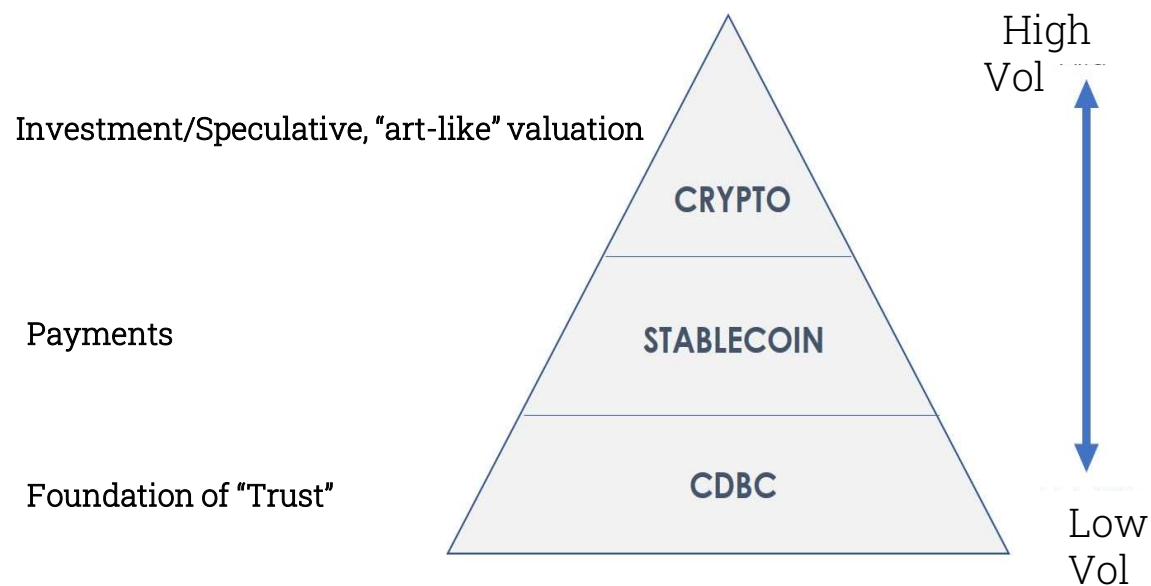 High
Vol
Investment/Speculative, “art-like” valuation
CRYPTO
Payments
STABLECOIN
Foundation of “Trust”
CDBC
Low
Vol